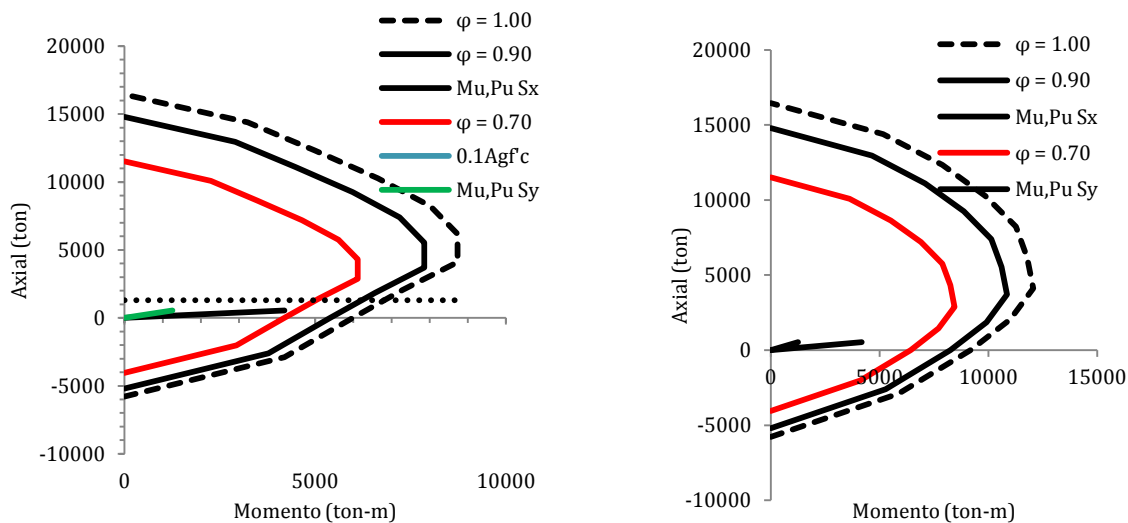 φ = 1.00
φ = 0.90
Mu,Pu Sx
φ = 0.70
0.1Agf'c
Mu,Pu Sy
20000
15000
10000
5000
0
-5000
-10000
0
5000
10000
Axial (ton)
Momento (ton-m)
φ = 1.00
φ = 0.90
Mu,Pu Sx
φ = 0.70
Mu,Pu Sy
20000
15000
10000
5000
0
-5000
-10000
0
5000
10000
15000
Axial (ton)
Momento (ton-m)